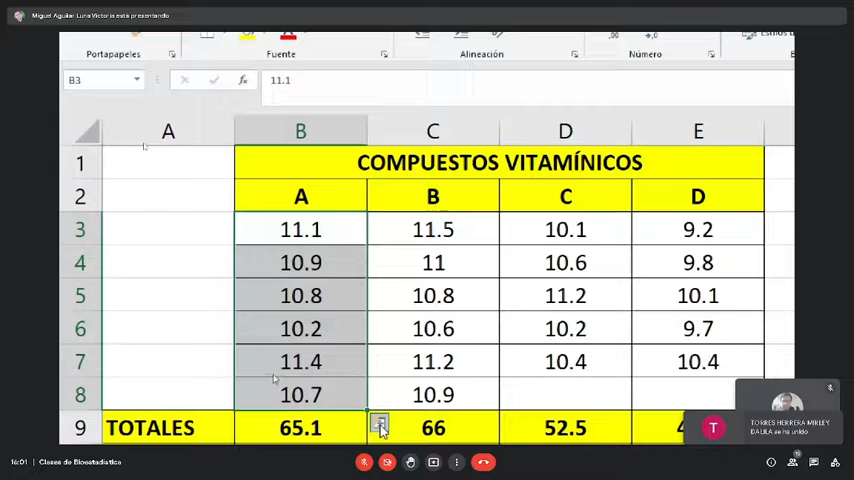 Miguel Aguilar Luna Victoria está presentando
Portapapeles Fuente Alineación Número
B3 fx 11.1
A B C D E
1 COMPUESTOS VITAMÍNICOS
2 A B C D
3 11.1 11.5 10.1 9.2
4 10.9 11 10.6 9.8
5 10.8 10.8 11.2 10.1
6 10.2 10.6 10.2 9.7
7 11.4 11.2 10.4 10.4
8 10.7 10.9
9 TOTALES 65.1 66 52.5
T TORRES HERRERA MIRLEY
DALILA se ha unido
16:01 Clases de Bioestadística